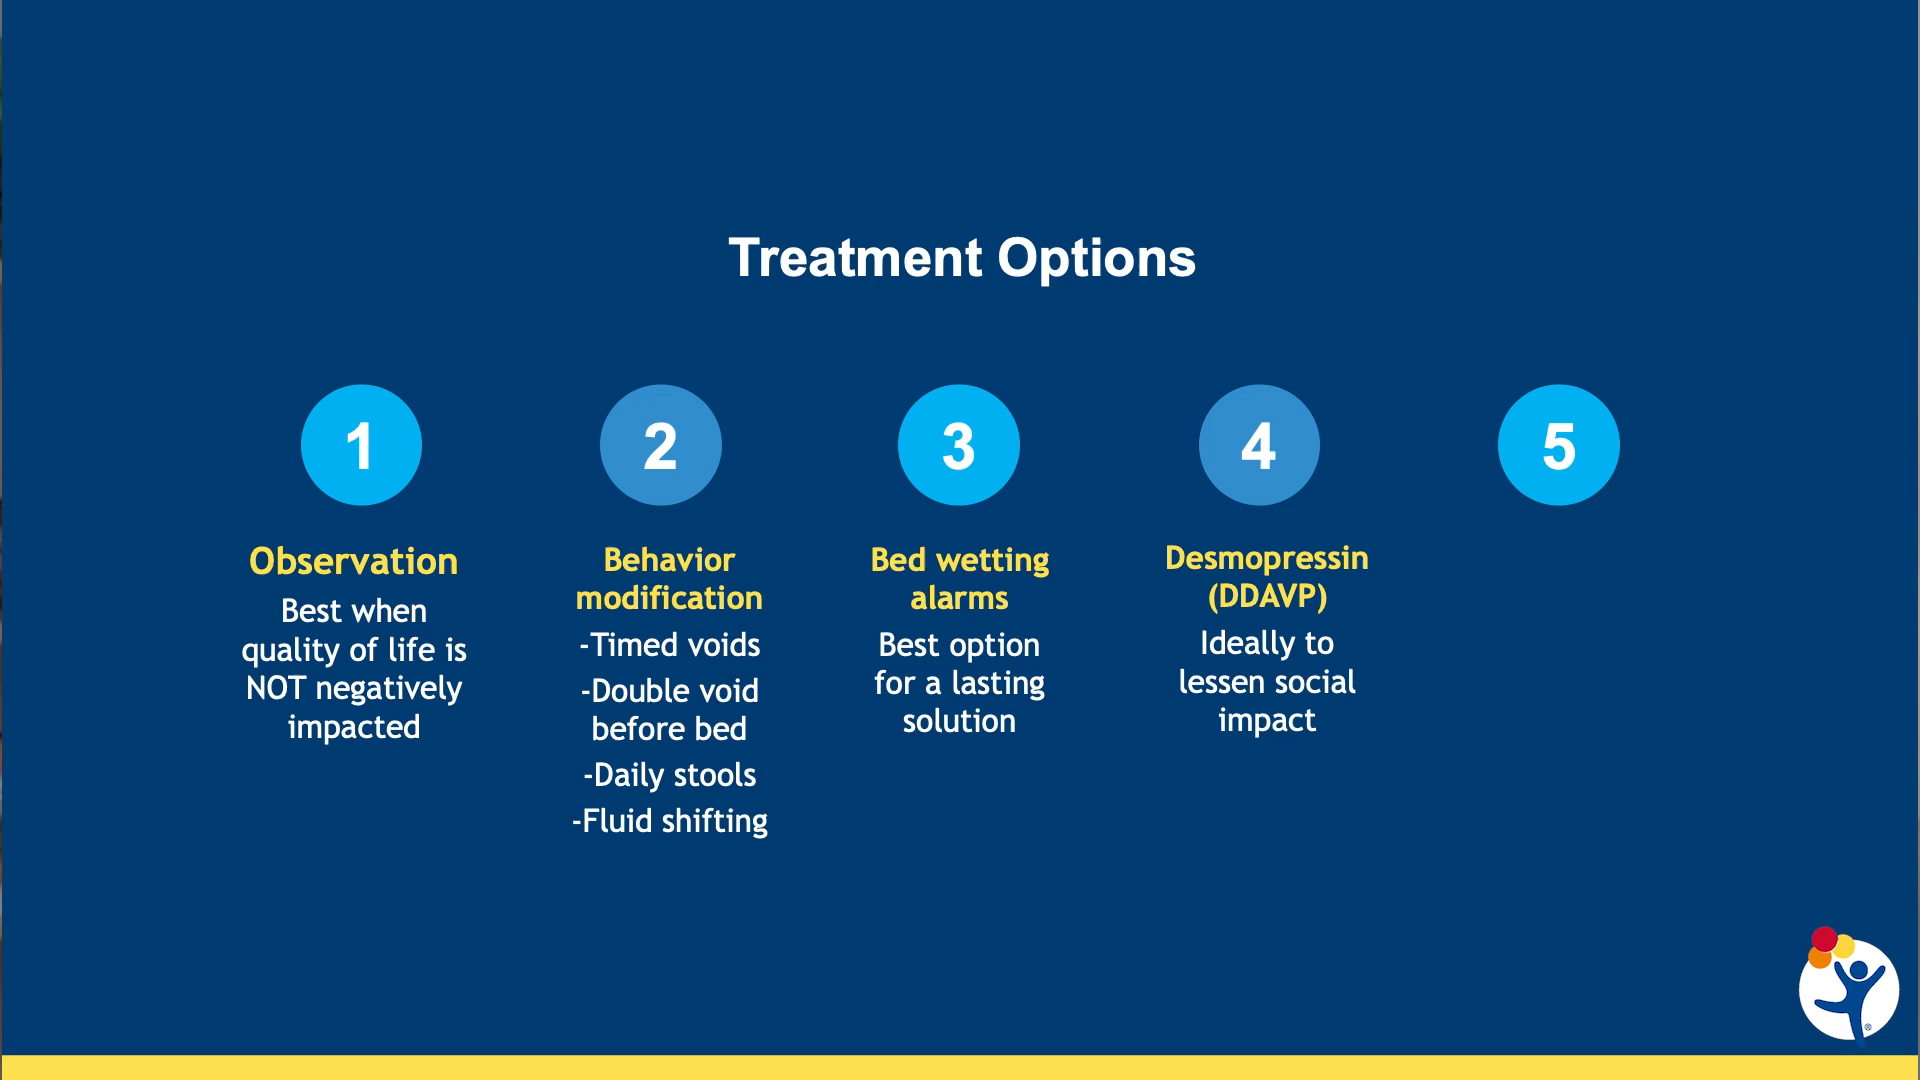 Treatment Options
1
2
3
4
5
Observation
Best when
quality of life is
NOT negatively
impacted
Behavior
modification
-Timed voids
-Double void
before bed
-Daily stools
-Fluid shifting
Bed wetting
alarms
Best option
for a lasting
solution
Desmopressin
(DDAVP)
Ideally to
lessen social
impact
®